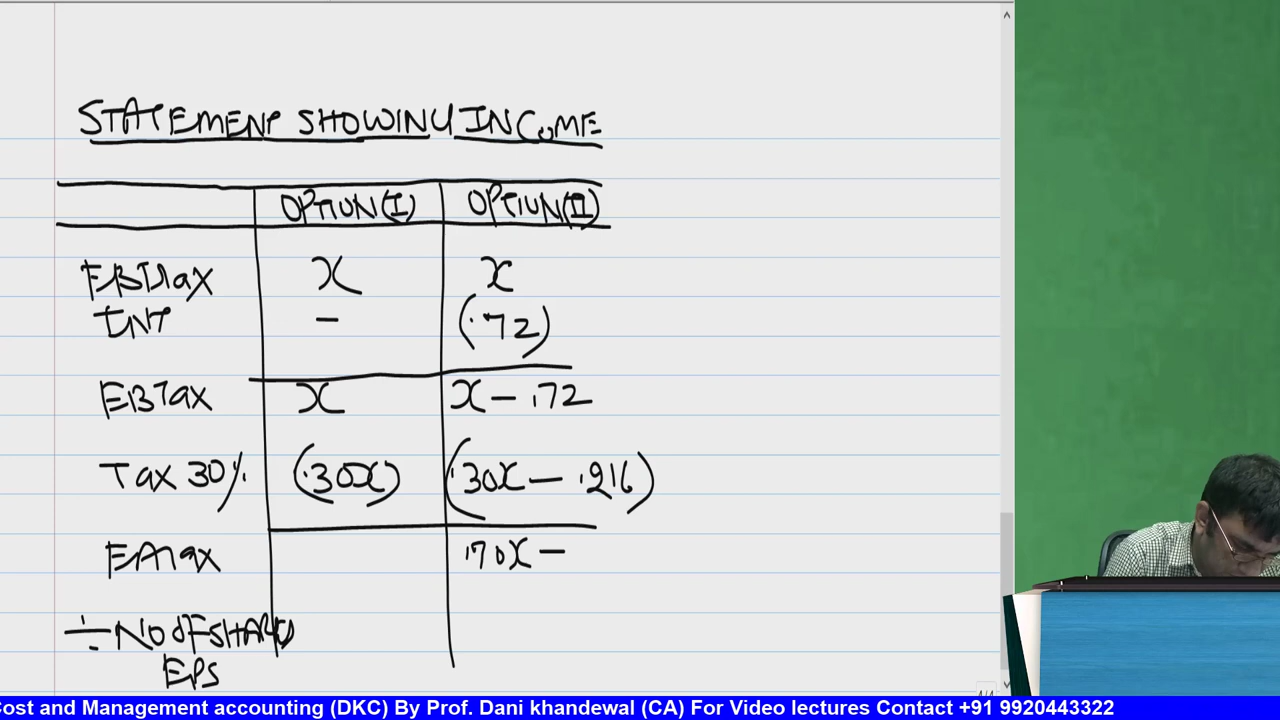 STATEMENT SHOWING INCOME
OPTION(I) OPTION(II)
EBITax x x
INT - (.72)
EBTax x x - .72
Tax 30% (.30x) (.30x - .216)
EATax .70x -
÷ NO OF SHARES
EPS
4/4
Cost and Management accounting (DKC) By Prof. Dani khandewal (CA) For Video lectures Contact +91 9920443322